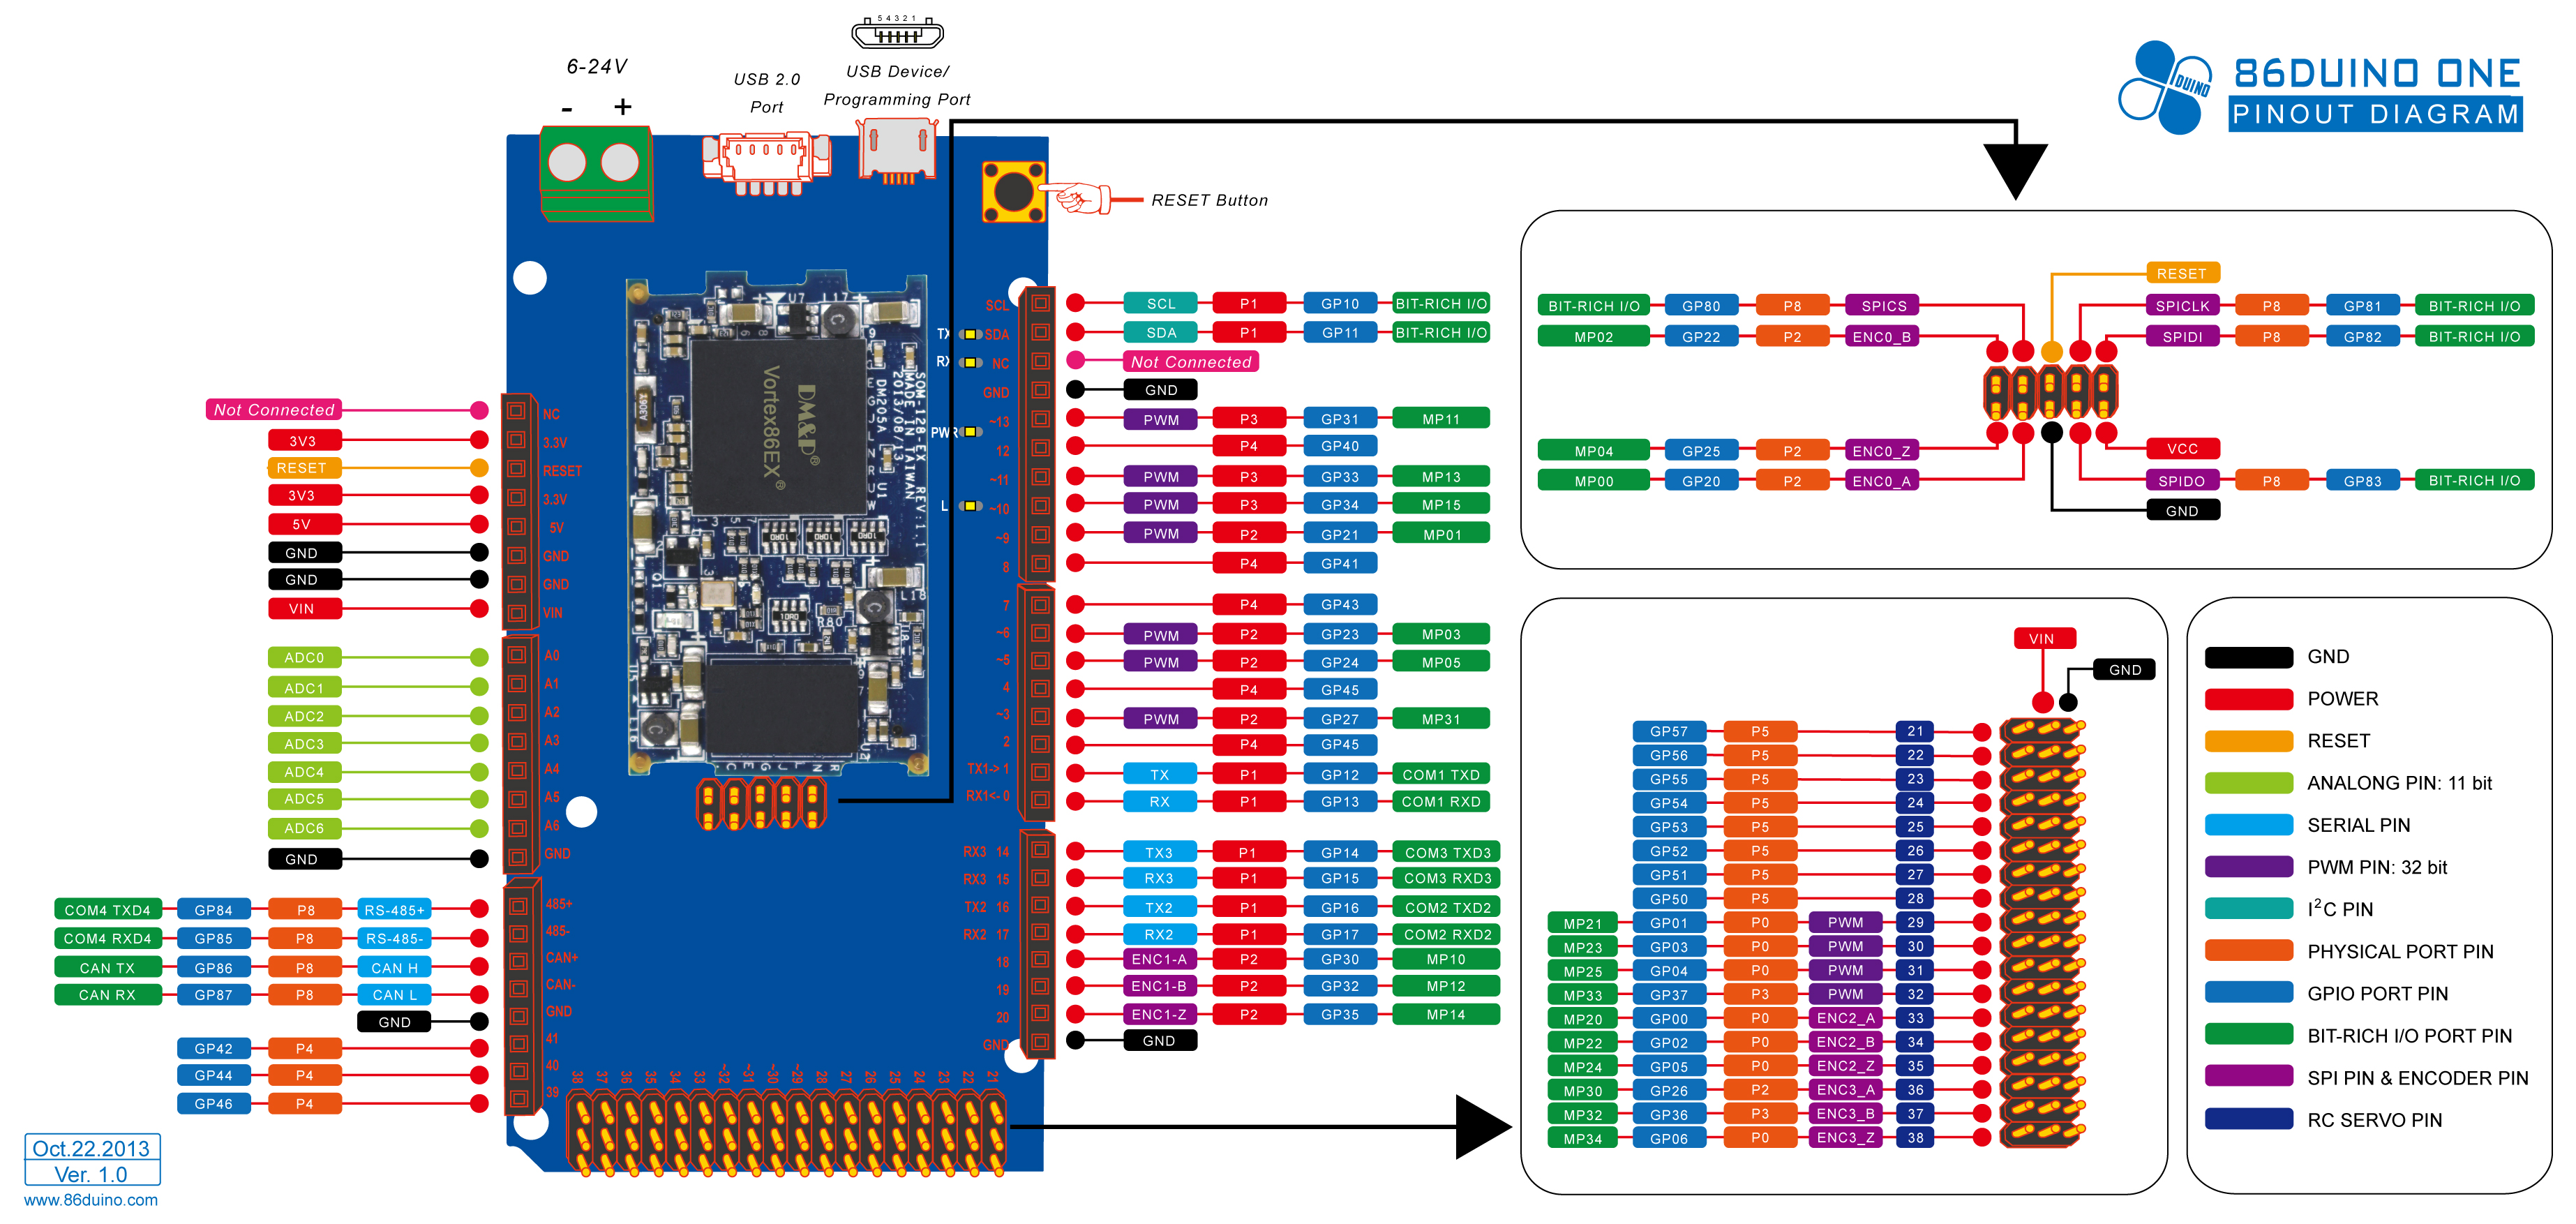 5 4 3 2 1
6-24V
- +
USB 2.0
Port
USB Device/
Programming Port
86DUINO ONE
PINOUT DIAGRAM
DUINO
RESET Button
Not Connected
3V3
RESET
3V3
5V
GND
GND
VIN
ADC0
ADC1
ADC2
ADC3
ADC4
ADC5
ADC6
GND
COM4 TXD4 GP84 P8 RS-485+
COM4 RXD4 GP85 P8 RS-485-
CAN TX GP86 P8 CAN H
CAN RX GP87 P8 CAN L
GND
GP42 P4
GP44 P4
GP46 P4
NC
3.3V
RESET
3.3V
5V
GND
GND
VIN
A0
A1
A2
A3
A4
A5
A6
GND
485+
485-
CAN+
CAN-
GND
41
40
39
DM&P
Vortex86EX
SOM-128-EX REV:1.1
MADE IN TAIWAN
2013/08/13
DM205A
U7
L17
U1
R80
L18
TX
RX
PWR
L
SCL
SDA
NC
GND
~13
12
~11
~10
~9
8
7
~6
~5
4
~3
2
TX1-> 1
RX1<- 0
RX3 14
RX3 15
TX2 16
RX2 17
18
19
20
GND
38 37 36 35 34 33 ~32 ~31 ~30 ~29 28 27 26 25 24 23 22 21
SCL P1 GP10 BIT-RICH I/O
SDA P1 GP11 BIT-RICH I/O
Not Connected
GND
PWM P3 GP31 MP11
P4 GP40
PWM P3 GP33 MP13
PWM P3 GP34 MP15
PWM P2 GP21 MP01
P4 GP41
P4 GP43
PWM P2 GP23 MP03
PWM P2 GP24 MP05
P4 GP45
PWM P2 GP27 MP31
P4 GP45
TX P1 GP12 COM1 TXD
RX P1 GP13 COM1 RXD
TX3 P1 GP14 COM3 TXD3
RX3 P1 GP15 COM3 RXD3
TX2 P1 GP16 COM2 TXD2
RX2 P1 GP17 COM2 RXD2
ENC1-A P2 GP30 MP10
ENC1-B P2 GP32 MP12
ENC1-Z P2 GP35 MP14
GND
RESET
BIT-RICH I/O GP80 P8 SPICS SPICLK P8 GP81 BIT-RICH I/O
MP02 GP22 P2 ENC0_B SPIDI P8 GP82 BIT-RICH I/O
MP04 GP25 P2 ENC0_Z VCC
MP00 GP20 P2 ENC0_A SPIDO P8 GP83 BIT-RICH I/O
GND
VIN
GND
GP57 P5 21
GP56 P5 22
GP55 P5 23
GP54 P5 24
GP53 P5 25
GP52 P5 26
GP51 P5 27
GP50 P5 28
MP21 GP01 P0 PWM 29
MP23 GP03 P0 PWM 30
MP25 GP04 P0 PWM 31
MP33 GP37 P3 PWM 32
MP20 GP00 P0 ENC2_A 33
MP22 GP02 P0 ENC2_B 34
MP24 GP05 P0 ENC2_Z 35
MP30 GP26 P2 ENC3_A 36
MP32 GP36 P3 ENC3_B 37
MP34 GP06 P0 ENC3_Z 38
GND
POWER
RESET
ANALONG PIN: 11 bit
SERIAL PIN
PWM PIN: 32 bit
I²C PIN
PHYSICAL PORT PIN
GPIO PORT PIN
BIT-RICH I/O PORT PIN
SPI PIN & ENCODER PIN
RC SERVO PIN
Oct.22.2013
Ver. 1.0
www.86duino.com